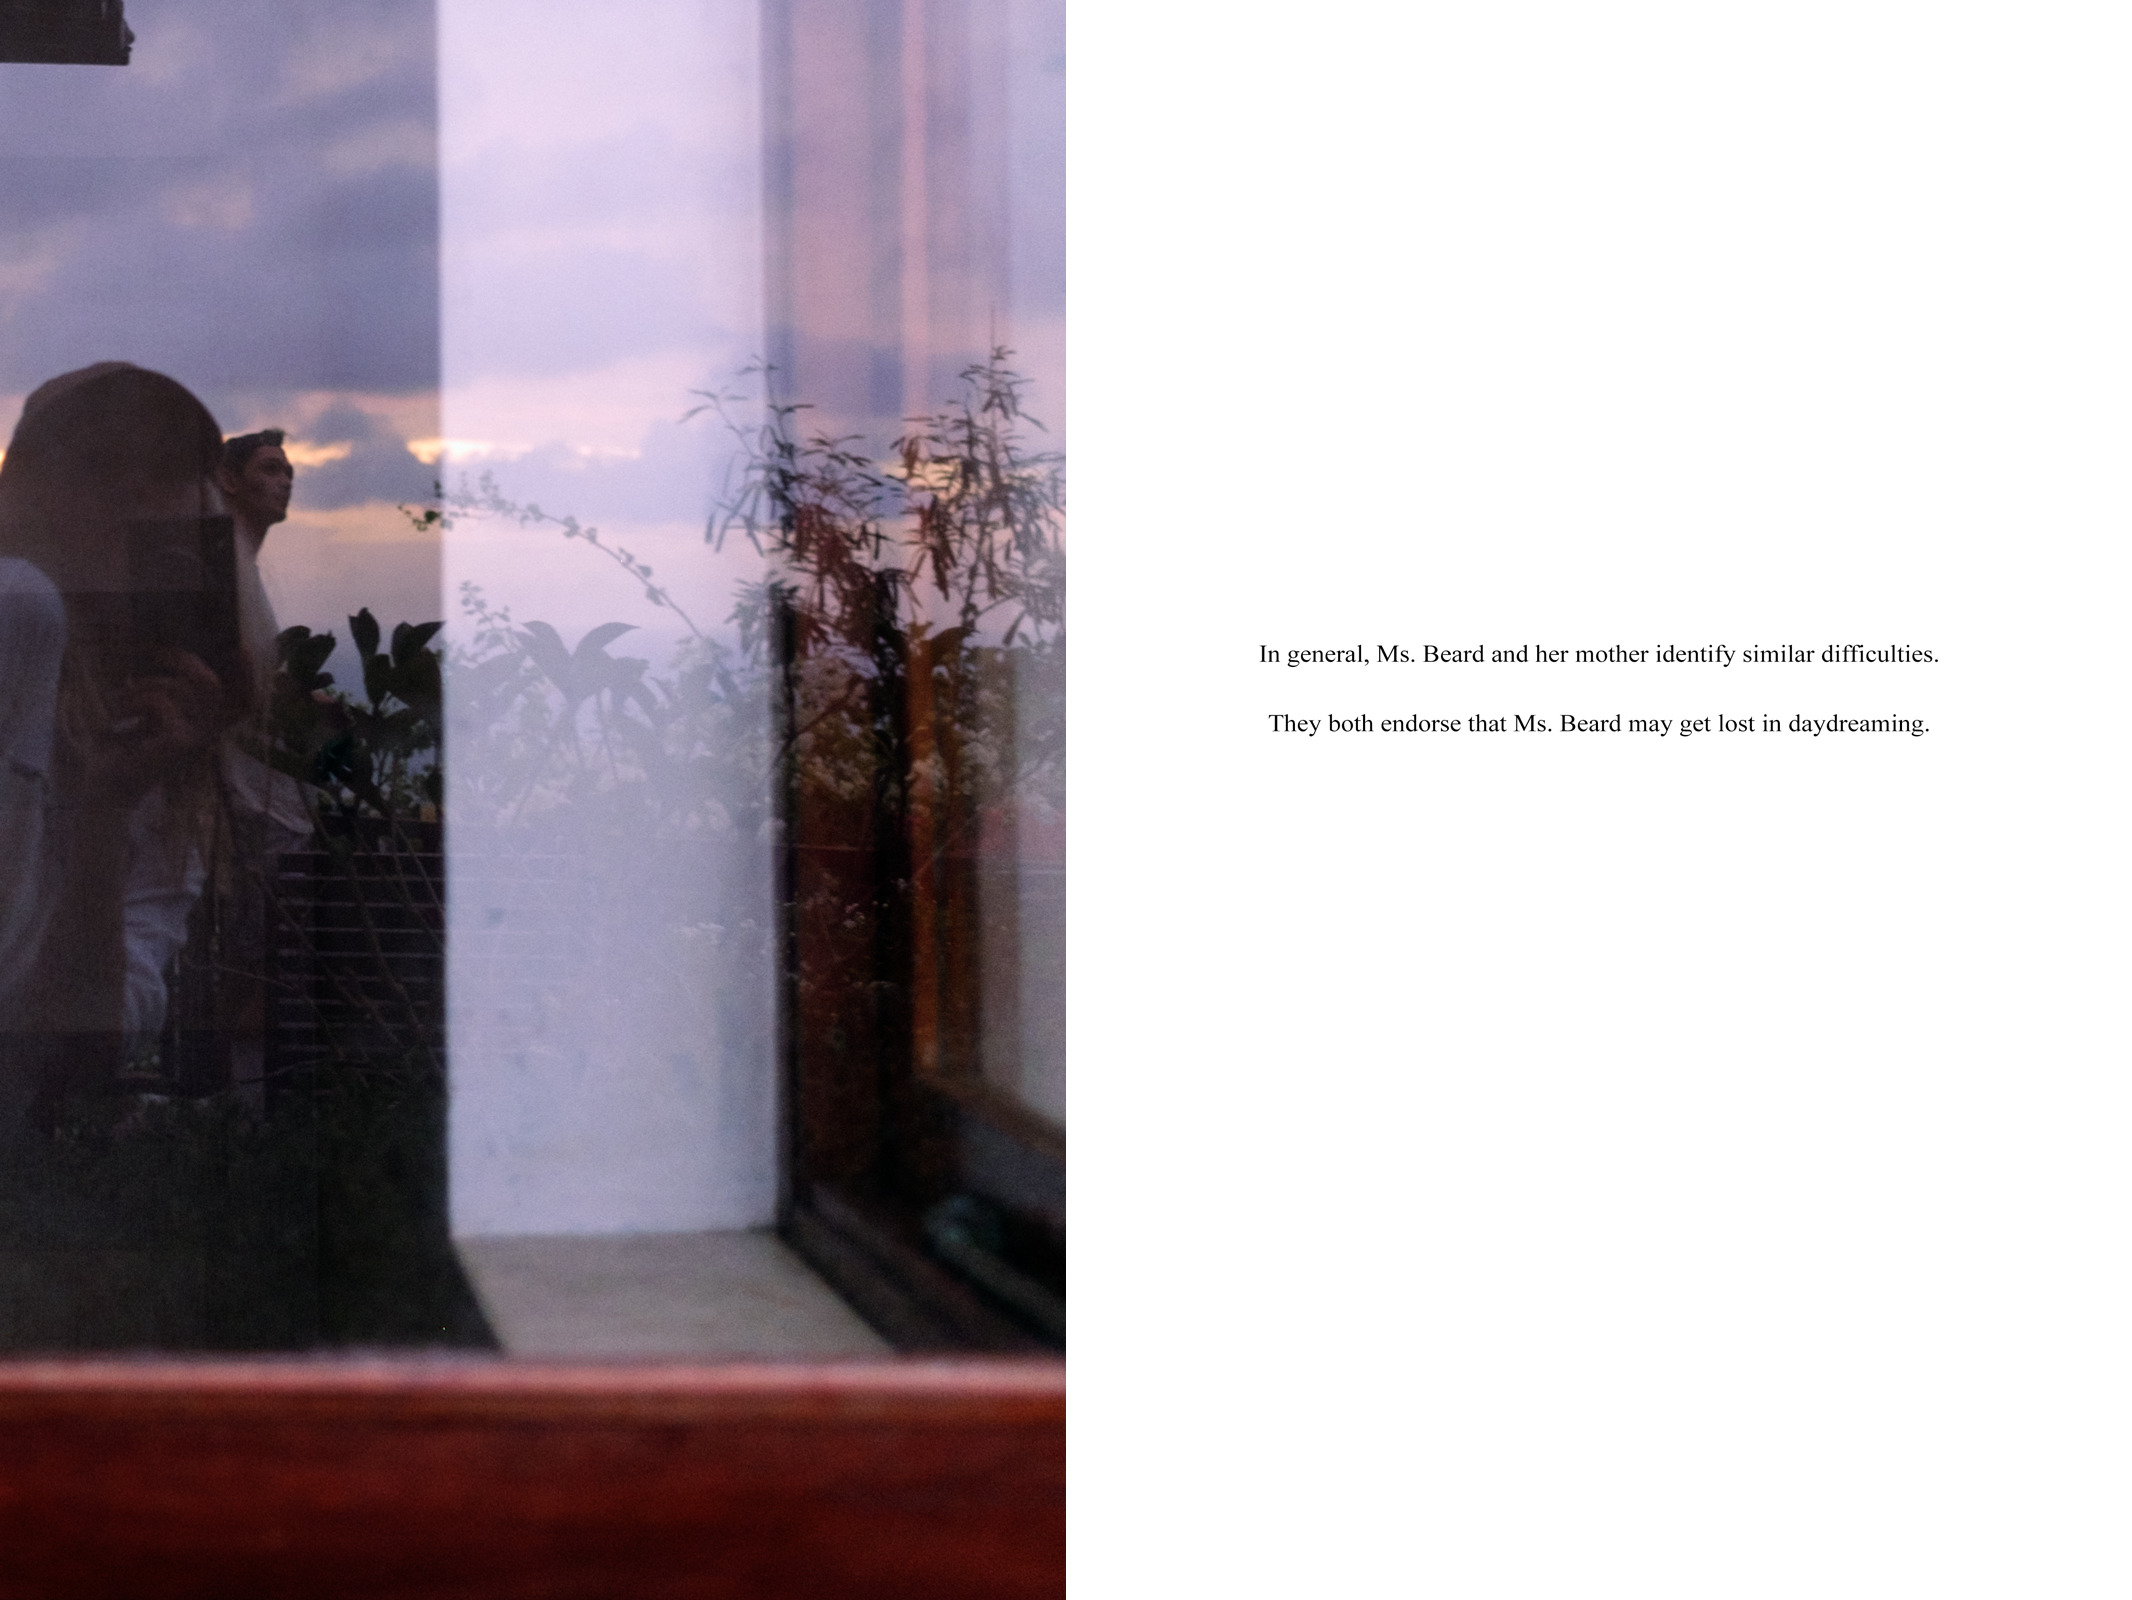 In general, Ms. Beard and her mother identify similar difficulties.
They both endorse that Ms. Beard may get lost in daydreaming.